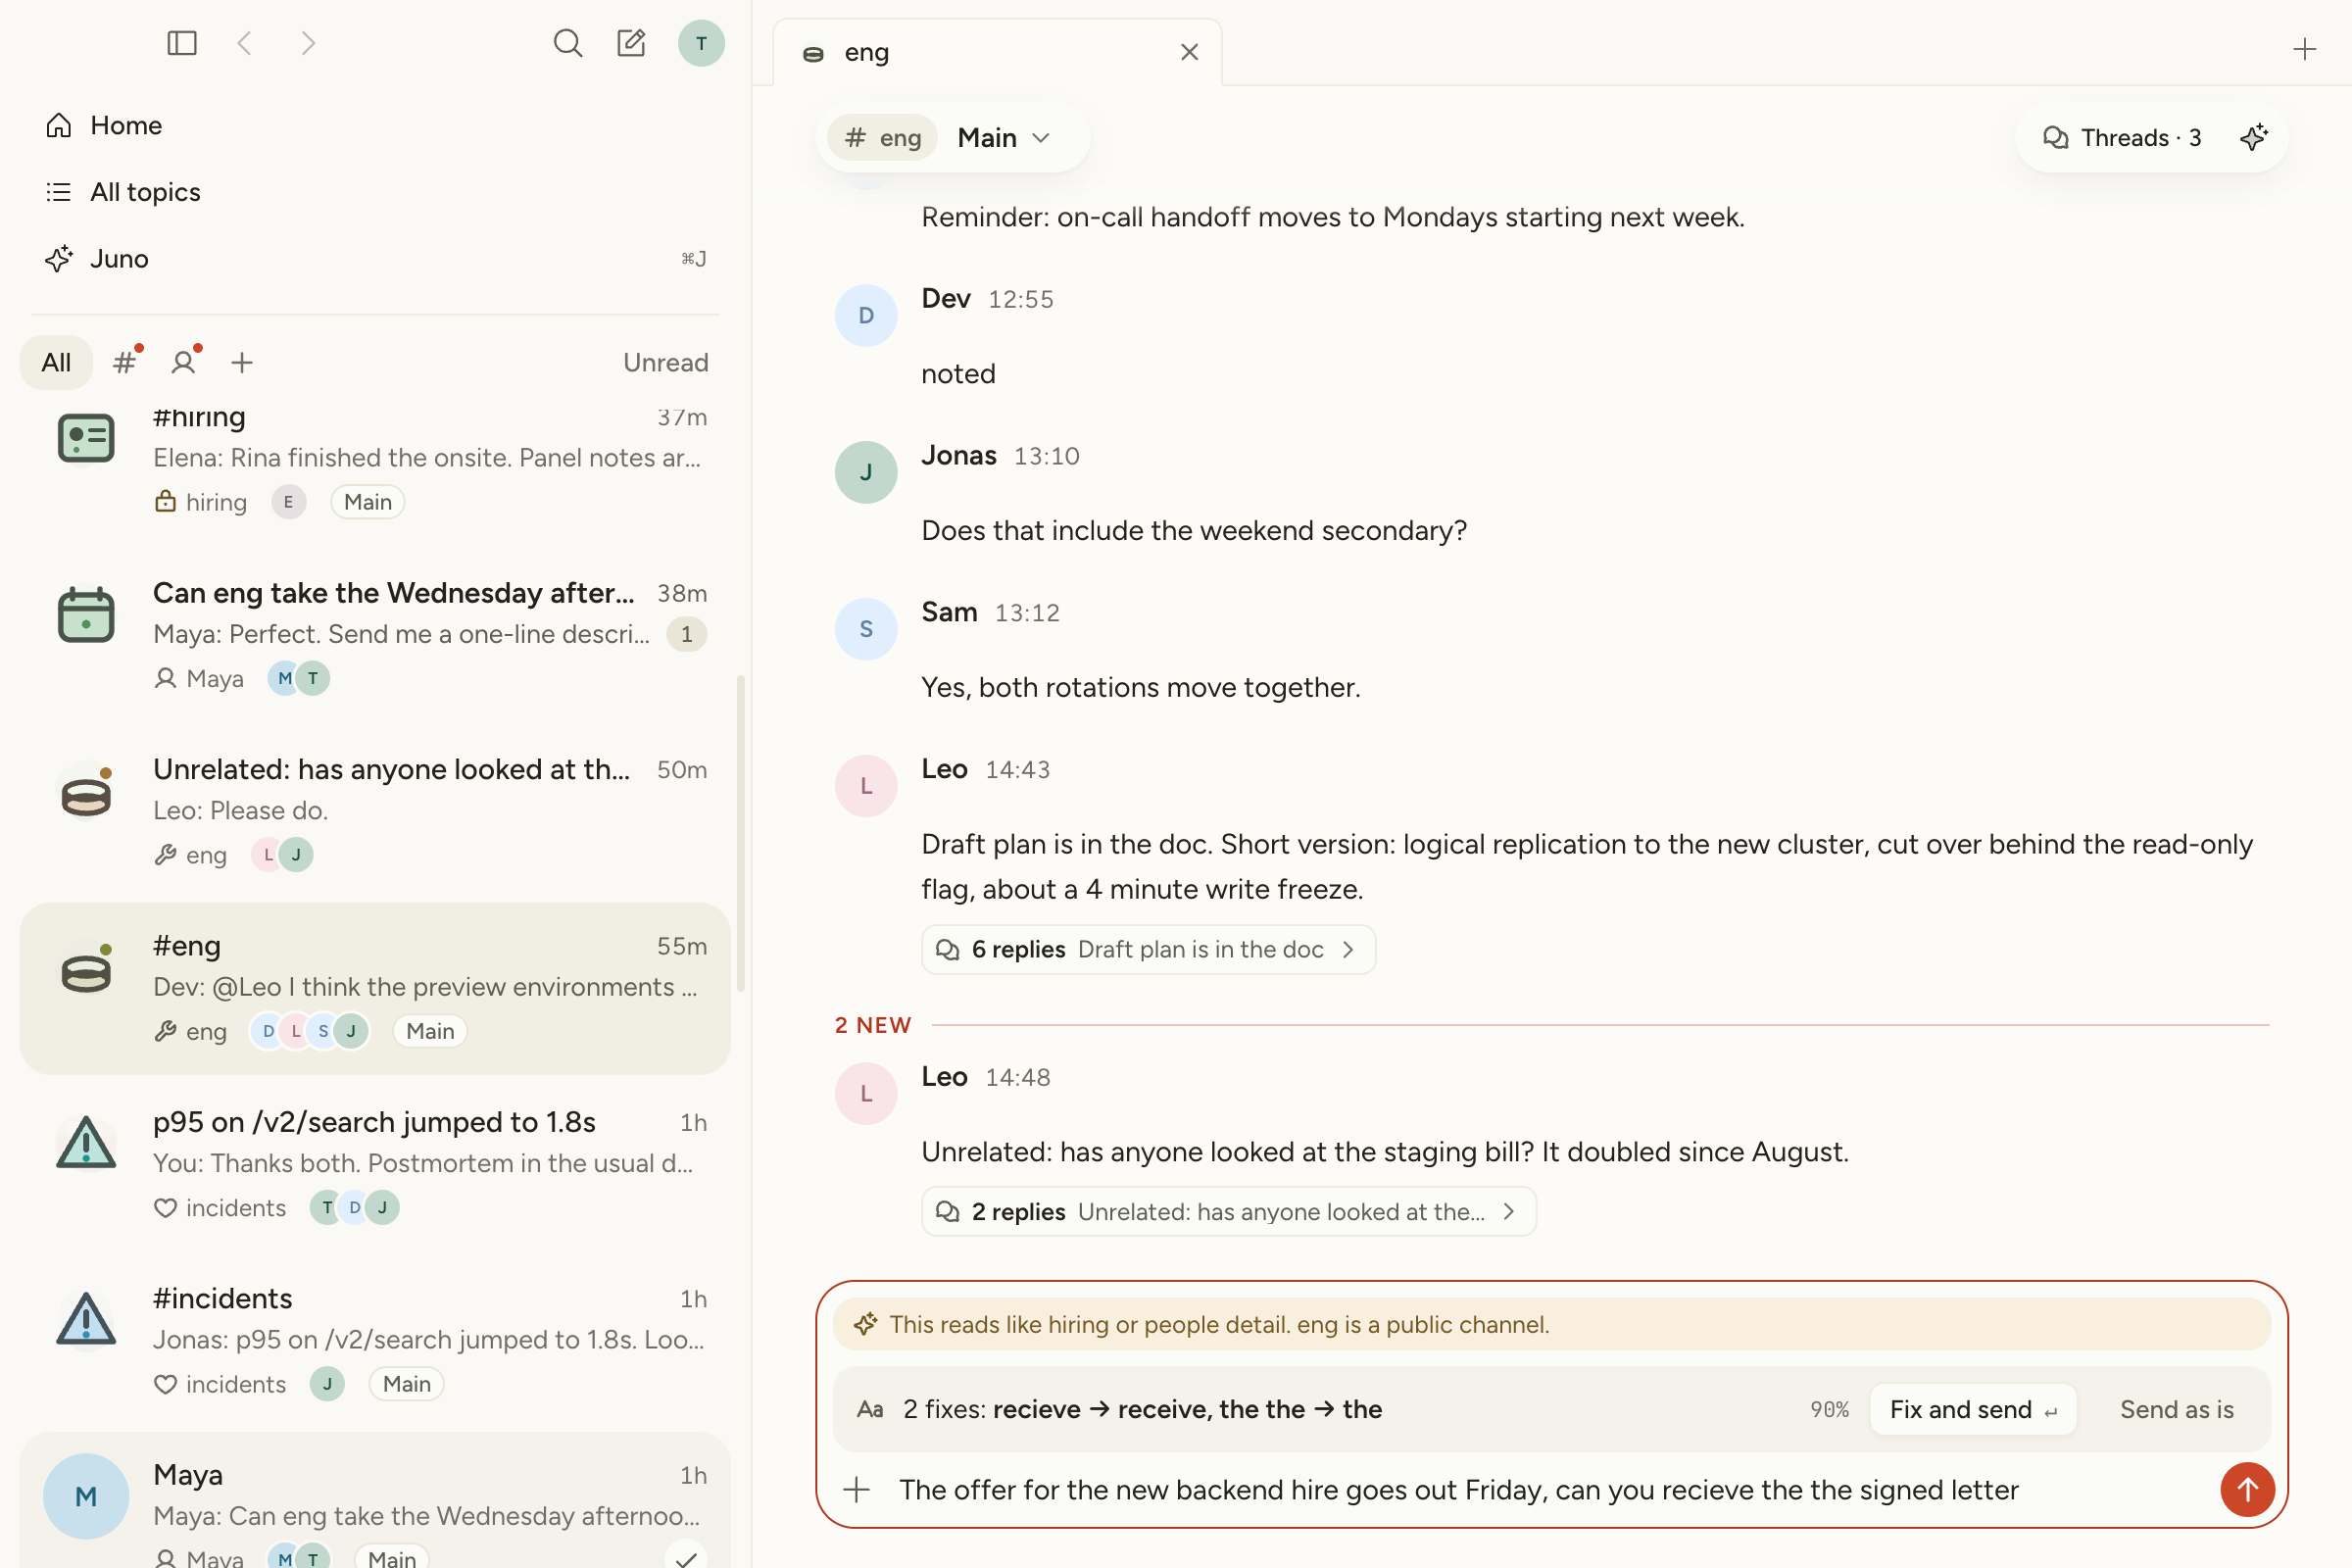 T
Home
All topics
Juno
⌘J
All
Unread
#hiring
37m
Elena: Rina finished the onsite. Panel notes ar...
hiring
E
Main
Can eng take the Wednesday after...
38m
Maya: Perfect. Send me a one-line descri...
1
Maya
M
T
Unrelated: has anyone looked at th...
50m
Leo: Please do.
eng
L
J
#eng
55m
Dev: @Leo I think the preview environments ...
eng
D
L
S
J
Main
p95 on /v2/search jumped to 1.8s
1h
You: Thanks both. Postmortem in the usual d...
incidents
T
D
J
#incidents
1h
Jonas: p95 on /v2/search jumped to 1.8s. Loo...
incidents
J
Main
M
Maya
1h
Maya: Can eng take the Wednesday afternoo...
Maya
M
T
Main
eng
# eng
Main
Threads · 3
Reminder: on-call handoff moves to Mondays starting next week.
D
Dev 12:55
noted
J
Jonas 13:10
Does that include the weekend secondary?
S
Sam 13:12
Yes, both rotations move together.
L
Leo 14:43
Draft plan is in the doc. Short version: logical replication to the new cluster, cut over behind the read-only
flag, about a 4 minute write freeze.
6 replies Draft plan is in the doc
2 NEW
L
Leo 14:48
Unrelated: has anyone looked at the staging bill? It doubled since August.
2 replies Unrelated: has anyone looked at the...
This reads like hiring or people detail. eng is a public channel.
Aa
2 fixes: recieve → receive, the the → the
90%
Fix and send ↵
Send as is
The offer for the new backend hire goes out Friday, can you recieve the the signed letter